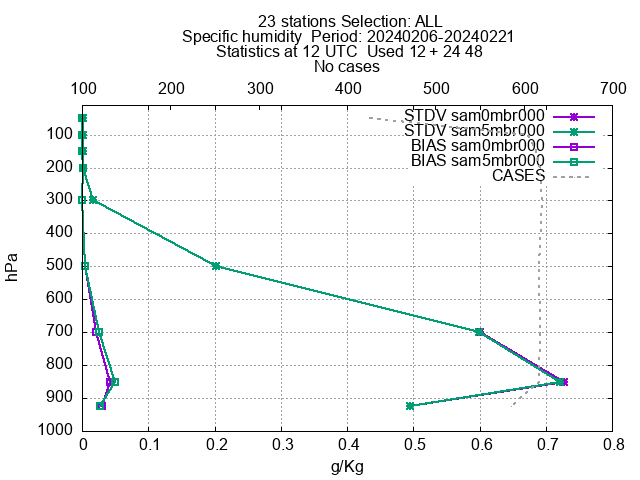 23 stations Selection: ALL
Specific humidity  Period: 20240206-20240221
Statistics at 12 UTC  Used 12 + 24 48
No cases
100 200 300 400 500 600 700
STDV sam0mbr000
STDV sam5mbr000
BIAS sam0mbr000
BIAS sam5mbr000
CASES
hPa
100
200
300
400
500
600
700
800
900
1000
0 0.1 0.2 0.3 0.4 0.5 0.6 0.7 0.8
g/Kg